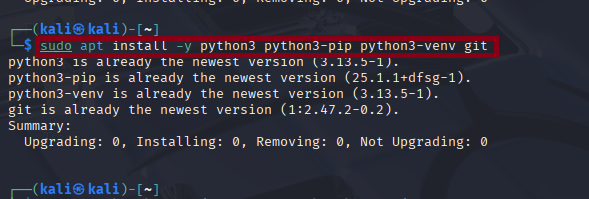 Upgrading: 0, Installing: 0, Removing: 0, Not Upgrading: 0
┌──(kali㉿kali)-[~]
└─$ sudo apt install -y python3 python3-pip python3-venv git
python3 is already the newest version (3.13.5-1).
python3-pip is already the newest version (25.1.1+dfsg-1).
python3-venv is already the newest version (3.13.5-1).
git is already the newest version (1:2.47.2-0.2).
Summary:
  Upgrading: 0, Installing: 0, Removing: 0, Not Upgrading: 0
┌──(kali㉿kali)-[~]